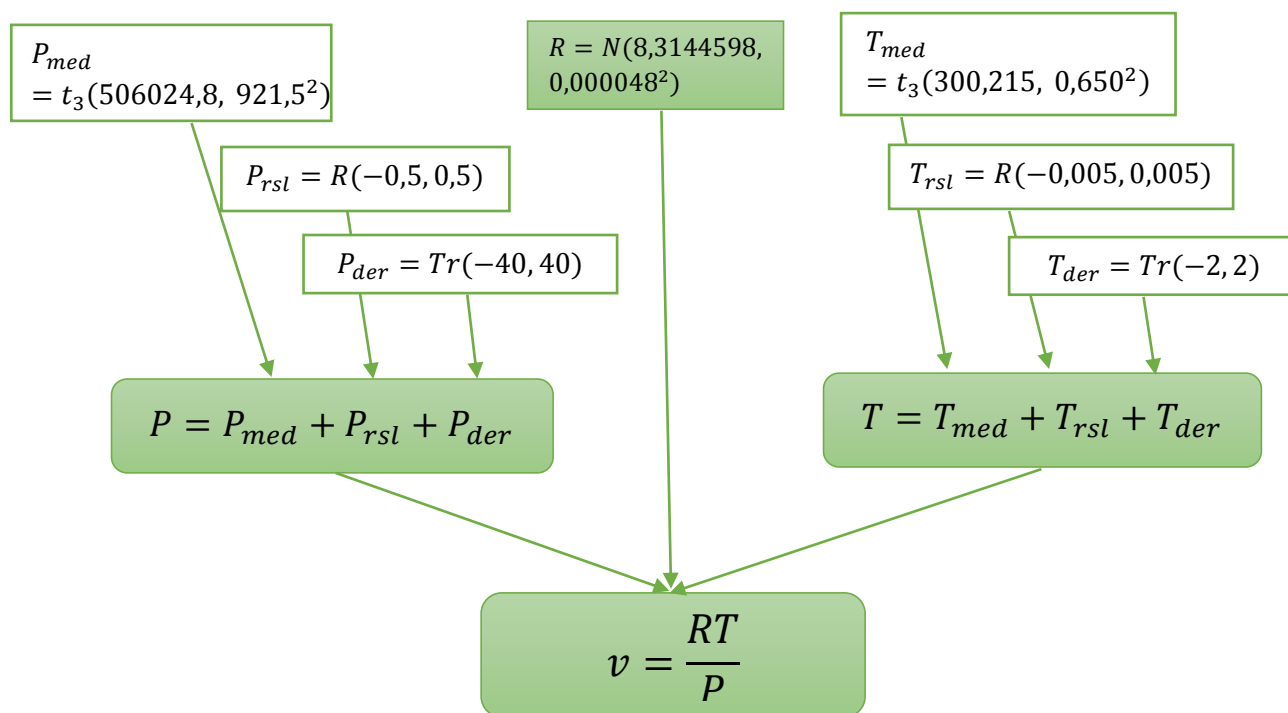 P_med
= t_3(506024,8, 921,5²)
R = N(8,3144598,
0,000048²)
T_med
= t_3(300,215, 0,650²)
P_rsl = R(−0,5, 0,5)
T_rsl = R(−0,005, 0,005)
P_der = Tr(−40, 40)
T_der = Tr(−2, 2)
P = P_med + P_rsl + P_der
T = T_med + T_rsl + T_der
v = RT/P